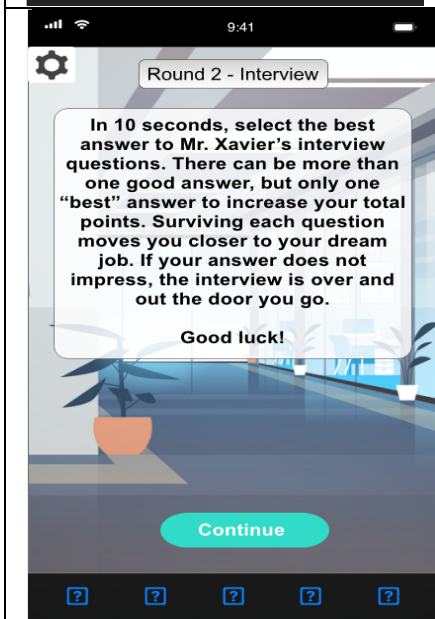 9:41
Round 2 - Interview
In 10 seconds, select the best
answer to Mr. Xavier's interview
questions. There can be more than
one good answer, but only one
“best” answer to increase your total
points. Surviving each question
moves you closer to your dream
job. If your answer does not
impress, the interview is over and
out the door you go.
Good luck!
Continue
? ? ? ? ?